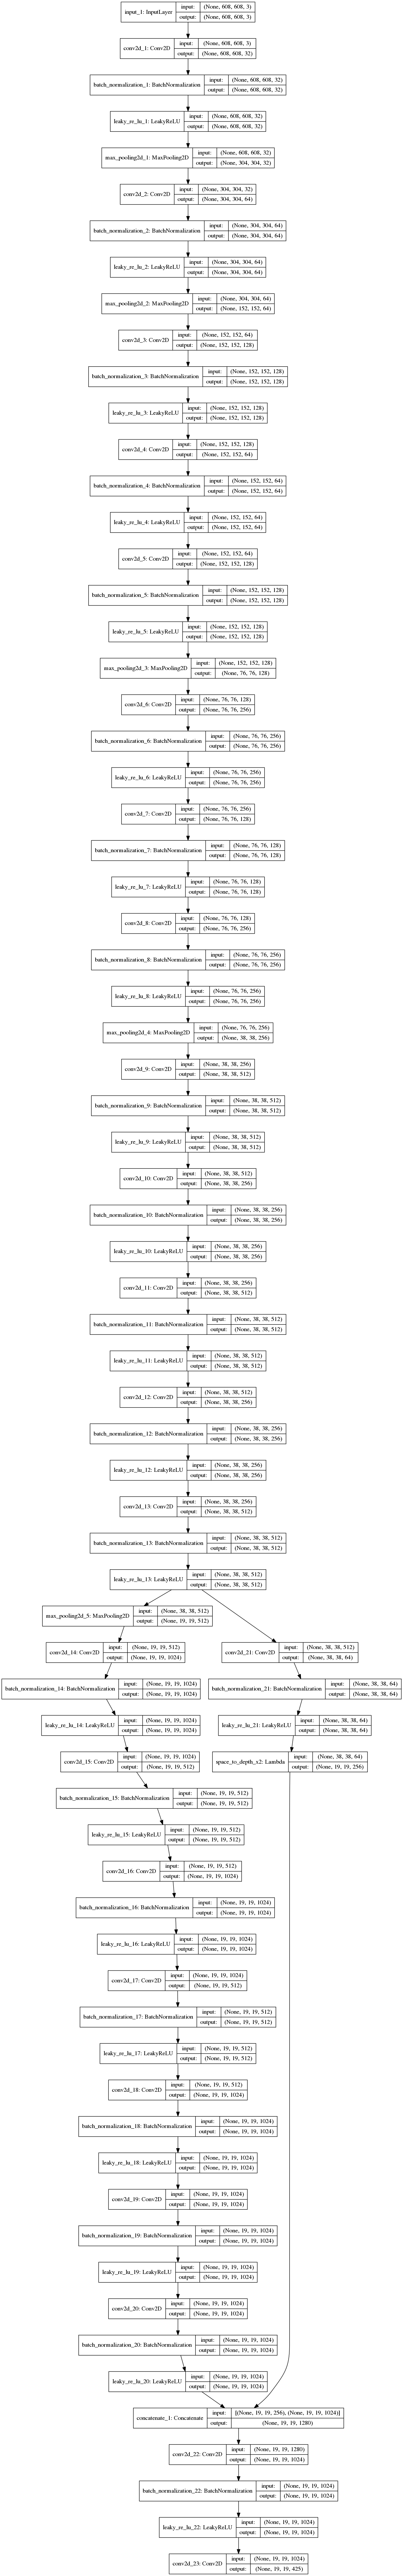 input_1: InputLayer
input: (None, 608, 608, 3)
output: (None, 608, 608, 3)
conv2d_1: Conv2D
input: (None, 608, 608, 3)
output: (None, 608, 608, 32)
batch_normalization_1: BatchNormalization
input: (None, 608, 608, 32)
output: (None, 608, 608, 32)
leaky_re_lu_1: LeakyReLU
input: (None, 608, 608, 32)
output: (None, 608, 608, 32)
max_pooling2d_1: MaxPooling2D
input: (None, 608, 608, 32)
output: (None, 304, 304, 32)
conv2d_2: Conv2D
input: (None, 304, 304, 32)
output: (None, 304, 304, 64)
batch_normalization_2: BatchNormalization
input: (None, 304, 304, 64)
output: (None, 304, 304, 64)
leaky_re_lu_2: LeakyReLU
input: (None, 304, 304, 64)
output: (None, 304, 304, 64)
max_pooling2d_2: MaxPooling2D
input: (None, 304, 304, 64)
output: (None, 152, 152, 64)
conv2d_3: Conv2D
input: (None, 152, 152, 64)
output: (None, 152, 152, 128)
batch_normalization_3: BatchNormalization
input: (None, 152, 152, 128)
output: (None, 152, 152, 128)
leaky_re_lu_3: LeakyReLU
input: (None, 152, 152, 128)
output: (None, 152, 152, 128)
conv2d_4: Conv2D
input: (None, 152, 152, 128)
output: (None, 152, 152, 64)
batch_normalization_4: BatchNormalization
input: (None, 152, 152, 64)
output: (None, 152, 152, 64)
leaky_re_lu_4: LeakyReLU
input: (None, 152, 152, 64)
output: (None, 152, 152, 64)
conv2d_5: Conv2D
input: (None, 152, 152, 64)
output: (None, 152, 152, 128)
batch_normalization_5: BatchNormalization
input: (None, 152, 152, 128)
output: (None, 152, 152, 128)
leaky_re_lu_5: LeakyReLU
input: (None, 152, 152, 128)
output: (None, 152, 152, 128)
max_pooling2d_3: MaxPooling2D
input: (None, 152, 152, 128)
output: (None, 76, 76, 128)
conv2d_6: Conv2D
input: (None, 76, 76, 128)
output: (None, 76, 76, 256)
batch_normalization_6: BatchNormalization
input: (None, 76, 76, 256)
output: (None, 76, 76, 256)
leaky_re_lu_6: LeakyReLU
input: (None, 76, 76, 256)
output: (None, 76, 76, 256)
conv2d_7: Conv2D
input: (None, 76, 76, 256)
output: (None, 76, 76, 128)
batch_normalization_7: BatchNormalization
input: (None, 76, 76, 128)
output: (None, 76, 76, 128)
leaky_re_lu_7: LeakyReLU
input: (None, 76, 76, 128)
output: (None, 76, 76, 128)
conv2d_8: Conv2D
input: (None, 76, 76, 128)
output: (None, 76, 76, 256)
batch_normalization_8: BatchNormalization
input: (None, 76, 76, 256)
output: (None, 76, 76, 256)
leaky_re_lu_8: LeakyReLU
input: (None, 76, 76, 256)
output: (None, 76, 76, 256)
max_pooling2d_4: MaxPooling2D
input: (None, 76, 76, 256)
output: (None, 38, 38, 256)
conv2d_9: Conv2D
input: (None, 38, 38, 256)
output: (None, 38, 38, 512)
batch_normalization_9: BatchNormalization
input: (None, 38, 38, 512)
output: (None, 38, 38, 512)
leaky_re_lu_9: LeakyReLU
input: (None, 38, 38, 512)
output: (None, 38, 38, 512)
conv2d_10: Conv2D
input: (None, 38, 38, 512)
output: (None, 38, 38, 256)
batch_normalization_10: BatchNormalization
input: (None, 38, 38, 256)
output: (None, 38, 38, 256)
leaky_re_lu_10: LeakyReLU
input: (None, 38, 38, 256)
output: (None, 38, 38, 256)
conv2d_11: Conv2D
input: (None, 38, 38, 256)
output: (None, 38, 38, 512)
batch_normalization_11: BatchNormalization
input: (None, 38, 38, 512)
output: (None, 38, 38, 512)
leaky_re_lu_11: LeakyReLU
input: (None, 38, 38, 512)
output: (None, 38, 38, 512)
conv2d_12: Conv2D
input: (None, 38, 38, 512)
output: (None, 38, 38, 256)
batch_normalization_12: BatchNormalization
input: (None, 38, 38, 256)
output: (None, 38, 38, 256)
leaky_re_lu_12: LeakyReLU
input: (None, 38, 38, 256)
output: (None, 38, 38, 256)
conv2d_13: Conv2D
input: (None, 38, 38, 256)
output: (None, 38, 38, 512)
batch_normalization_13: BatchNormalization
input: (None, 38, 38, 512)
output: (None, 38, 38, 512)
leaky_re_lu_13: LeakyReLU
input: (None, 38, 38, 512)
output: (None, 38, 38, 512)
max_pooling2d_5: MaxPooling2D
input: (None, 38, 38, 512)
output: (None, 19, 19, 512)
conv2d_14: Conv2D
input: (None, 19, 19, 512)
output: (None, 19, 19, 1024)
conv2d_21: Conv2D
input: (None, 38, 38, 512)
output: (None, 38, 38, 64)
batch_normalization_14: BatchNormalization
input: (None, 19, 19, 1024)
output: (None, 19, 19, 1024)
batch_normalization_21: BatchNormalization
input: (None, 38, 38, 64)
output: (None, 38, 38, 64)
leaky_re_lu_14: LeakyReLU
input: (None, 19, 19, 1024)
output: (None, 19, 19, 1024)
leaky_re_lu_21: LeakyReLU
input: (None, 38, 38, 64)
output: (None, 38, 38, 64)
conv2d_15: Conv2D
input: (None, 19, 19, 1024)
output: (None, 19, 19, 512)
space_to_depth_x2: Lambda
input: (None, 38, 38, 64)
output: (None, 19, 19, 256)
batch_normalization_15: BatchNormalization
input: (None, 19, 19, 512)
output: (None, 19, 19, 512)
leaky_re_lu_15: LeakyReLU
input: (None, 19, 19, 512)
output: (None, 19, 19, 512)
conv2d_16: Conv2D
input: (None, 19, 19, 512)
output: (None, 19, 19, 1024)
batch_normalization_16: BatchNormalization
input: (None, 19, 19, 1024)
output: (None, 19, 19, 1024)
leaky_re_lu_16: LeakyReLU
input: (None, 19, 19, 1024)
output: (None, 19, 19, 1024)
conv2d_17: Conv2D
input: (None, 19, 19, 1024)
output: (None, 19, 19, 512)
batch_normalization_17: BatchNormalization
input: (None, 19, 19, 512)
output: (None, 19, 19, 512)
leaky_re_lu_17: LeakyReLU
input: (None, 19, 19, 512)
output: (None, 19, 19, 512)
conv2d_18: Conv2D
input: (None, 19, 19, 512)
output: (None, 19, 19, 1024)
batch_normalization_18: BatchNormalization
input: (None, 19, 19, 1024)
output: (None, 19, 19, 1024)
leaky_re_lu_18: LeakyReLU
input: (None, 19, 19, 1024)
output: (None, 19, 19, 1024)
conv2d_19: Conv2D
input: (None, 19, 19, 1024)
output: (None, 19, 19, 1024)
batch_normalization_19: BatchNormalization
input: (None, 19, 19, 1024)
output: (None, 19, 19, 1024)
leaky_re_lu_19: LeakyReLU
input: (None, 19, 19, 1024)
output: (None, 19, 19, 1024)
conv2d_20: Conv2D
input: (None, 19, 19, 1024)
output: (None, 19, 19, 1024)
batch_normalization_20: BatchNormalization
input: (None, 19, 19, 1024)
output: (None, 19, 19, 1024)
leaky_re_lu_20: LeakyReLU
input: (None, 19, 19, 1024)
output: (None, 19, 19, 1024)
concatenate_1: Concatenate
input: [(None, 19, 19, 256), (None, 19, 19, 1024)]
output: (None, 19, 19, 1280)
conv2d_22: Conv2D
input: (None, 19, 19, 1280)
output: (None, 19, 19, 1024)
batch_normalization_22: BatchNormalization
input: (None, 19, 19, 1024)
output: (None, 19, 19, 1024)
leaky_re_lu_22: LeakyReLU
input: (None, 19, 19, 1024)
output: (None, 19, 19, 1024)
conv2d_23: Conv2D
input: (None, 19, 19, 1024)
output: (None, 19, 19, 425)